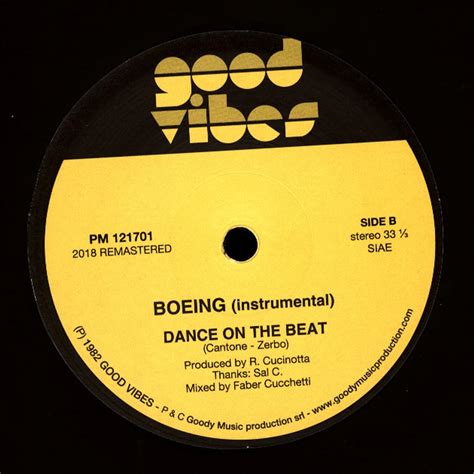 good
vibes
PM 121701
2018 REMASTERED
SIDE B
stereo 33 ⅓
SIAE
BOEING (instrumental)
DANCE ON THE BEAT
(Cantone - Zerbo)
Produced by R. Cucinotta
Thanks: Sal C.
Mixed by Faber Cucchetti
(P) 1982 GOOD VIBES - P & C Goody Music production srl - www.goodymusicproduction.com